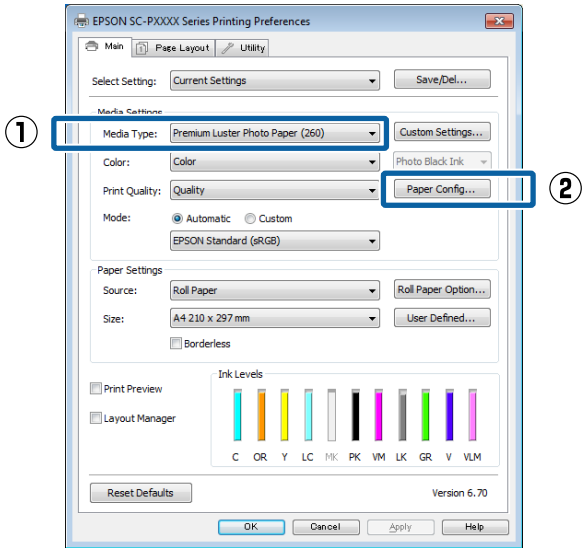 EPSON SC-PXXXX Series Printing Preferences
Main
Page Layout
Utility
Select Setting:
Current Settings
Save/Del...
Media Settings
①
Media Type:
Premium Luster Photo Paper (260)
Custom Settings...
Color:
Color
Photo Black Ink
Print Quality:
Quality
Paper Config...
②
Mode:
Automatic
Custom
EPSON Standard (sRGB)
Paper Settings
Source:
Roll Paper
Roll Paper Option...
Size:
A4 210 x 297 mm
User Defined...
Borderless
Ink Levels
Print Preview
Layout Manager
C OR Y LC MK PK VM LK GR V VLM
Reset Defaults
Version 6.70
OK
Cancel
Apply
Help